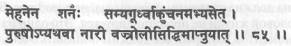 मेहनेन शनैः सम्यगूर्ध्वाकुंचनमभ्यसेत् ।
पुरुषोऽप्यथवा नारी वज्रोलीसिद्धिमाप्नुयात् ॥ ८५ ॥